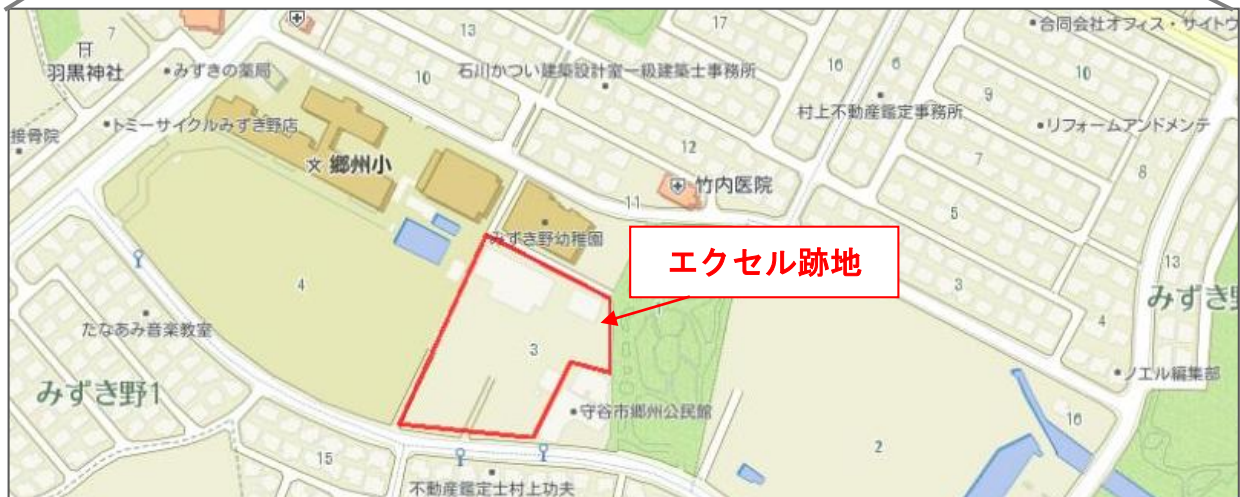 合同会社オフィス・サイトウ
17
13
7
羽黒神社
みずきの薬局
10
石川かつい建築設計室一級建築士事務所
16
6
10
村上不動産鑑定事務所
9
トミーサイクルみずき野店
リフォームアンドメンテ
接骨院
12
7
文 郷州小
8
竹内医院
11
5
みずき野幼稚園
エクセル跡地
13
4
3
みずき野
1
4
たなあみ音楽教室
3
みずき野1
ノエル編集部
守谷市郷州公民館
16
2
15
不動産鑑定士村上功夫